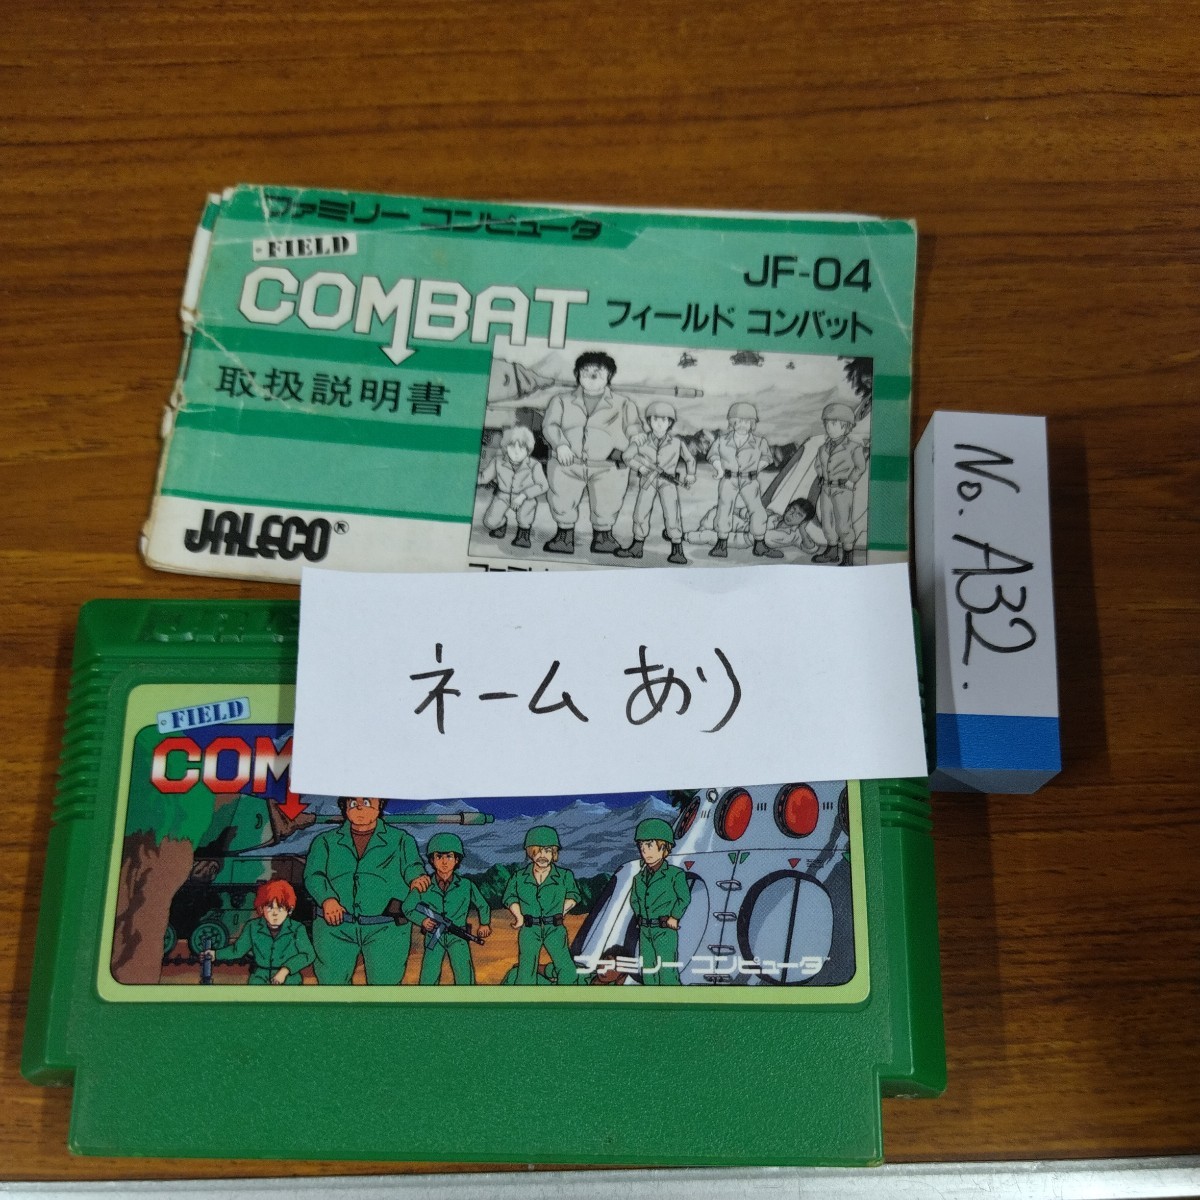 ファミリー コンピュータ
FIELD
COMBAT
JF-04
フィールド コンバット
取扱説明書
JALECO®
No. A32.
ネーム あり
FIELD
COM
ファミリー コンピュータ